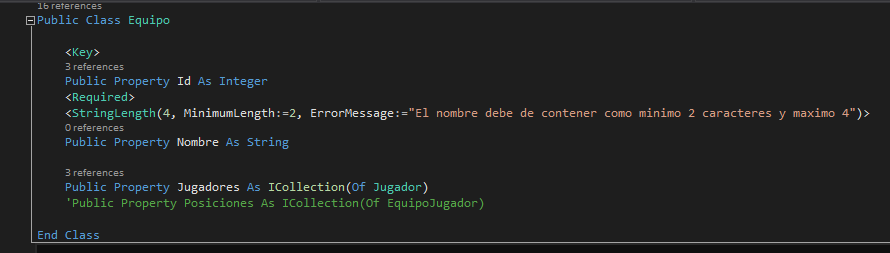 16 references
Public Class Equipo
<Key>
3 references
Public Property Id As Integer
<Required>
<StringLength(4, MinimumLength:=2, ErrorMessage:="El nombre debe de contener como minimo 2 caracteres y maximo 4")>
0 references
Public Property Nombre As String
3 references
Public Property Jugadores As ICollection(Of Jugador)
'Public Property Posiciones As ICollection(Of EquipoJugador)
End Class